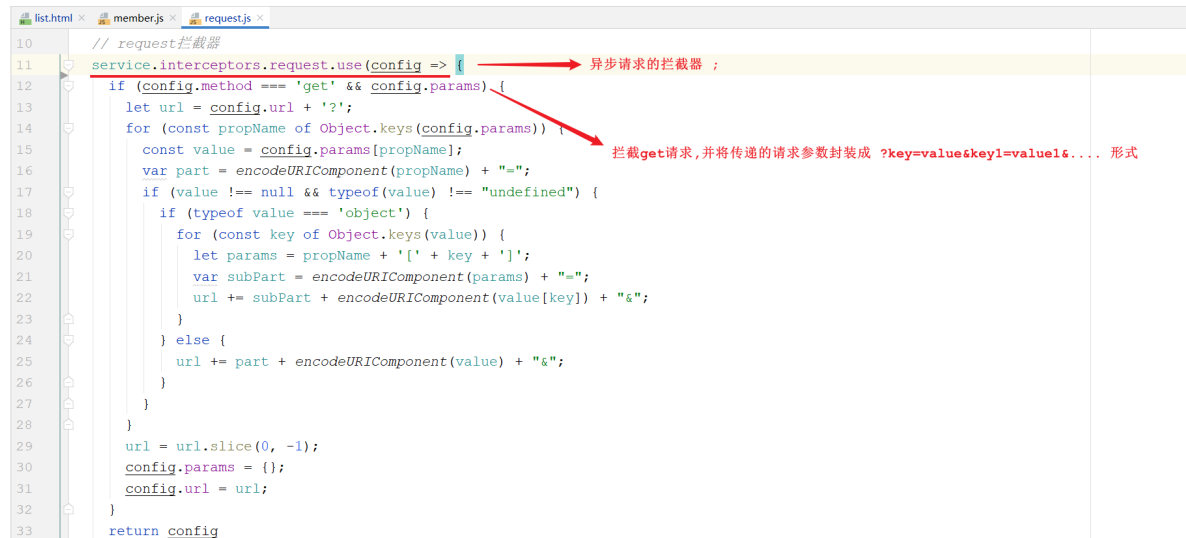 list.html member.js request.js
10 // request拦截器
11 service.interceptors.request.use(config => { 异步请求的拦截器 ;
12 if (config.method === 'get' && config.params) {
13 let url = config.url + '?';
14 for (const propName of Object.keys(config.params)) {
15 const value = config.params[propName]; 拦截get请求,并将传递的请求参数封装成 ?key=value&key1=value1&.... 形式
16 var part = encodeURIComponent(propName) + "=";
17 if (value !== null && typeof(value) !== "undefined") {
18 if (typeof value === 'object') {
19 for (const key of Object.keys(value)) {
20 let params = propName + '[' + key + ']';
21 var subPart = encodeURIComponent(params) + "=";
22 url += subPart + encodeURIComponent(value[key]) + "&";
23 }
24 } else {
25 url += part + encodeURIComponent(value) + "&";
26 }
27 }
28 }
29 url = url.slice(0, -1);
30 config.params = {};
31 config.url = url;
32 }
33 return config